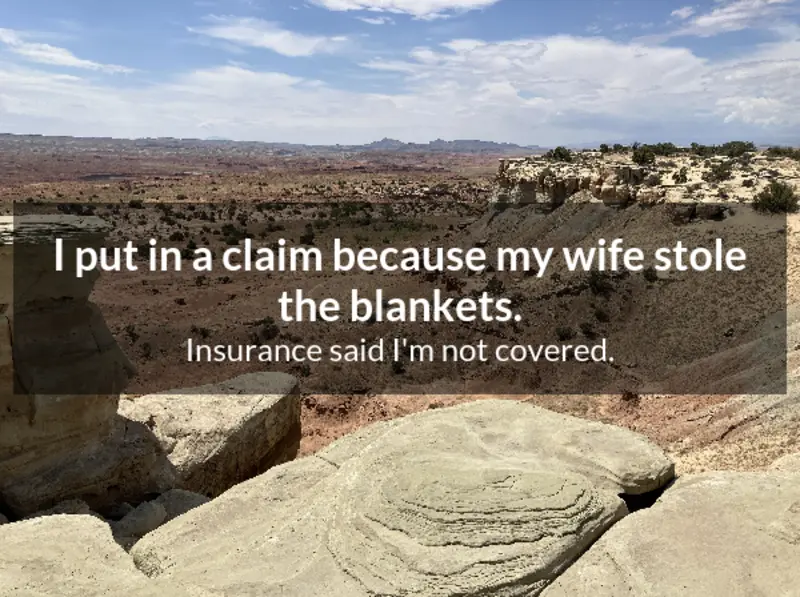 I put in a claim because my wife stole
the blankets.
Insurance said I'm not covered.